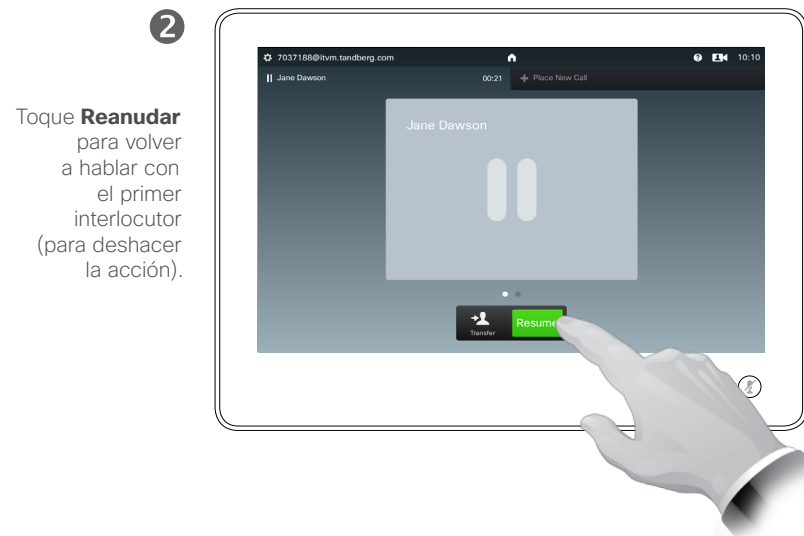 2
Toque Reanudar
para volver
a hablar con
el primer
interlocutor
(para deshacer
la acción).
7037188@itvm.tandberg.com
10:10
Jane Dawson
00:21
Place New Call
Jane Dawson
Transfer
Resume